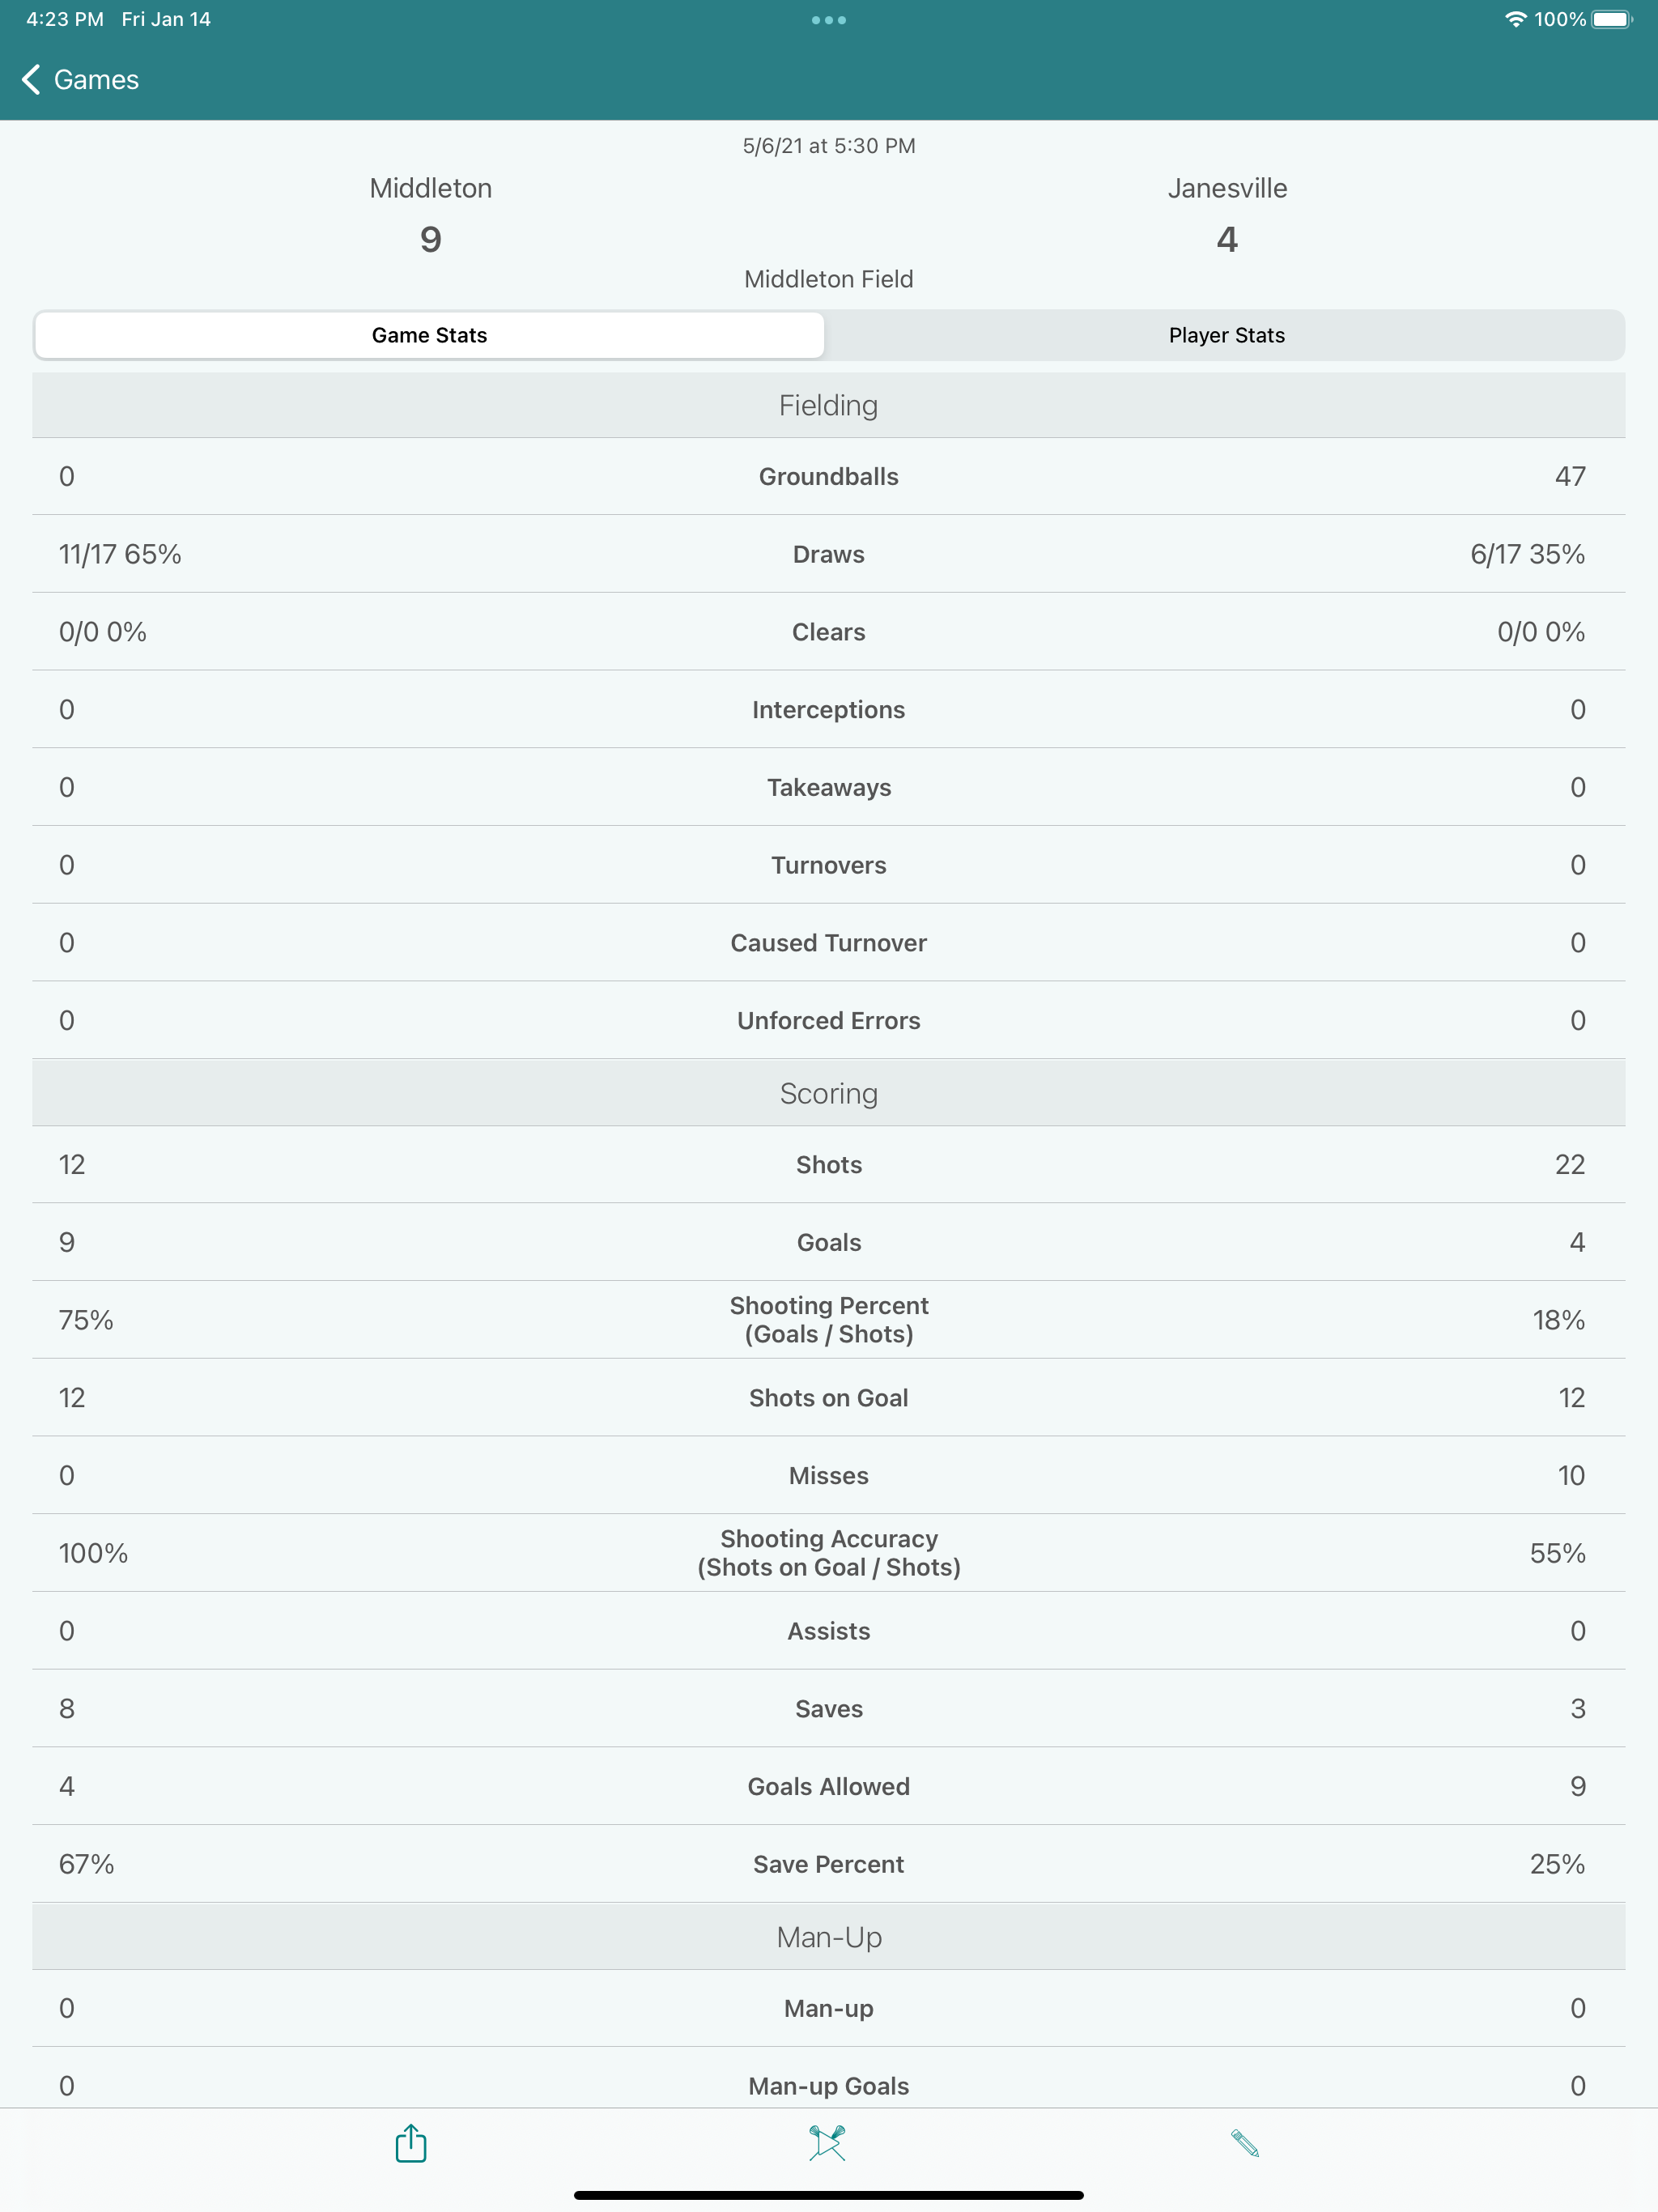 4:23 PM Fri Jan 14 100%
Games
5/6/21 at 5:30 PM
Middleton Janesville
9 4
Middleton Field
Game Stats Player Stats
Fielding
0 Groundballs 47
11/17 65% Draws 6/17 35%
0/0 0% Clears 0/0 0%
0 Interceptions 0
0 Takeaways 0
0 Turnovers 0
0 Caused Turnover 0
0 Unforced Errors 0
Scoring
12 Shots 22
9 Goals 4
75% Shooting Percent 18%
(Goals / Shots)
12 Shots on Goal 12
0 Misses 10
100% Shooting Accuracy 55%
(Shots on Goal / Shots)
0 Assists 0
8 Saves 3
4 Goals Allowed 9
67% Save Percent 25%
Man-Up
0 Man-up 0
0 Man-up Goals 0